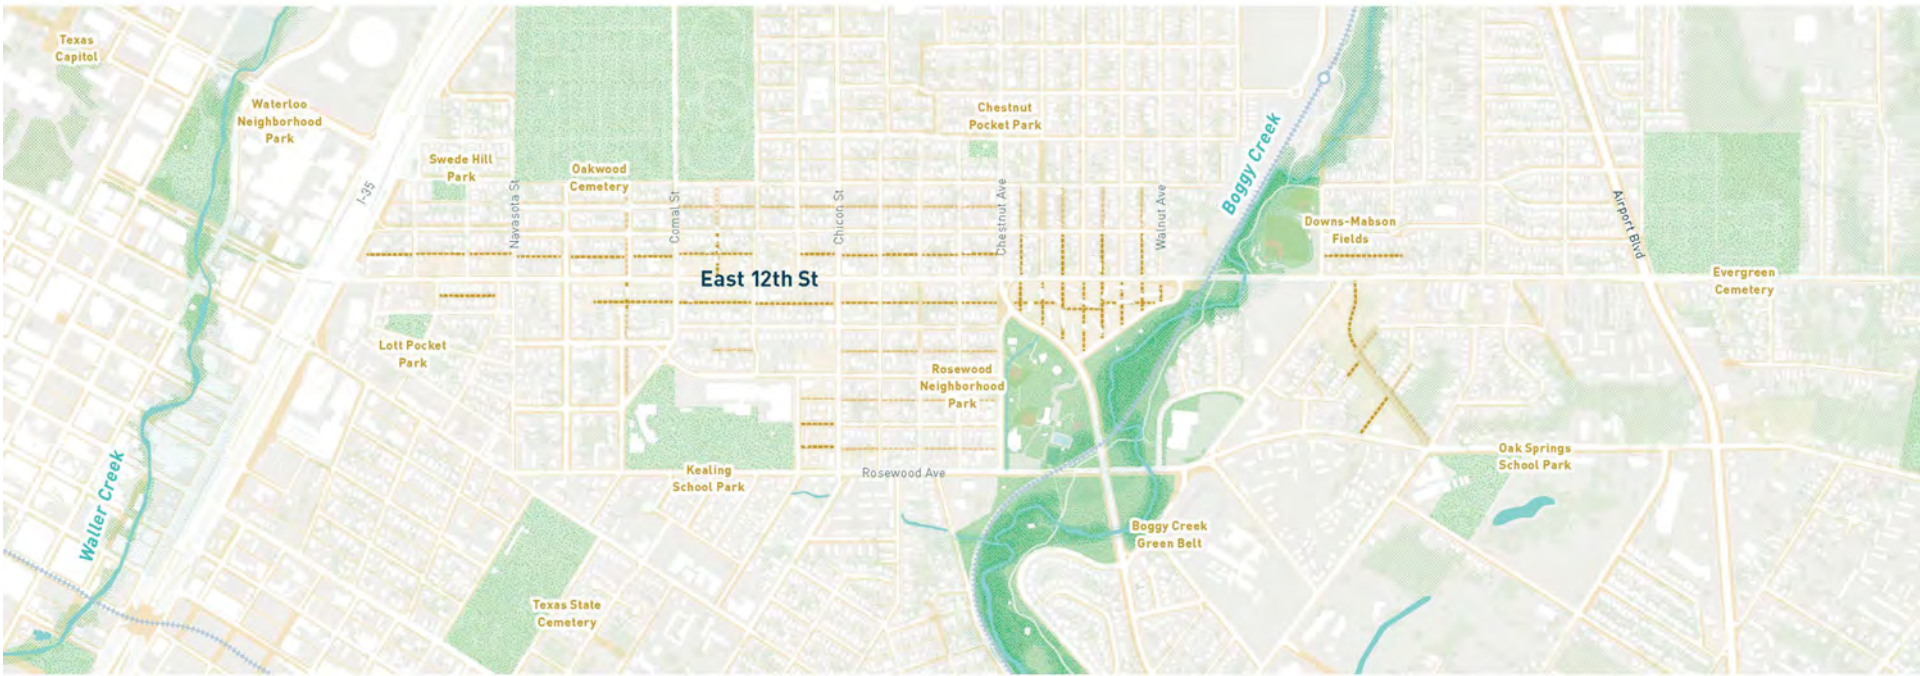 Texas
Capitol
Waterloo
Neighborhood
Park
Swede Hill
Park
Oakwood
Cemetery
Chestnut
Pocket Park
I-35
Navasota St
Comal St
Chicon St
Chestnut Ave
Walnut Ave
Boggy Creek
Downs-Mabson
Fields
Airport Blvd
Evergreen
Cemetery
East 12th St
Lott Pocket
Park
Rosewood
Neighborhood
Park
Waller Creek
Kealing
School Park
Rosewood Ave
Oak Springs
School Park
Boggy Creek
Green Belt
Texas State
Cemetery